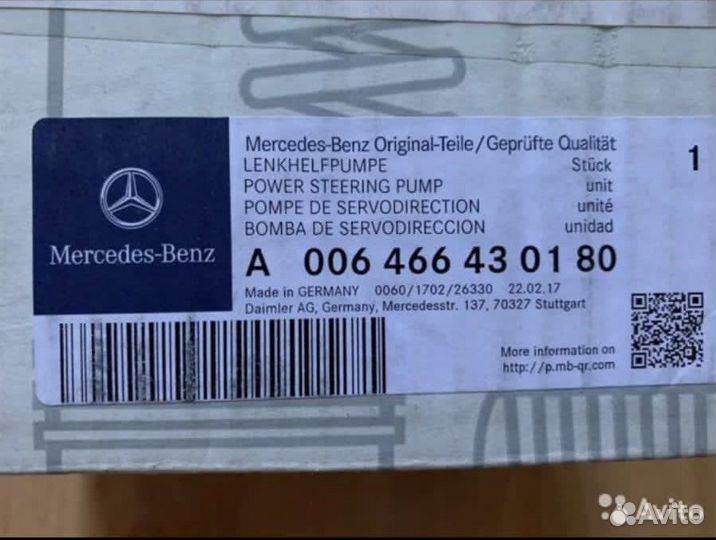 Mercedes-Benz Original-Teile/Geprüfte Qualität
LENKHELFPUMPE Stück 1
POWER STEERING PUMP unit
POMPE DE SERVODIRECTION unité
BOMBA DE SERVODIRECCION unidad
Mercedes-Benz
A 006 466 43 01 80
Made in GERMANY 0060/1702/26330 22.02.17
Daimler AG, Germany, Mercedesstr. 137, 70327 Stuttgart
More information on
http://p.mb-qr.com
Avito